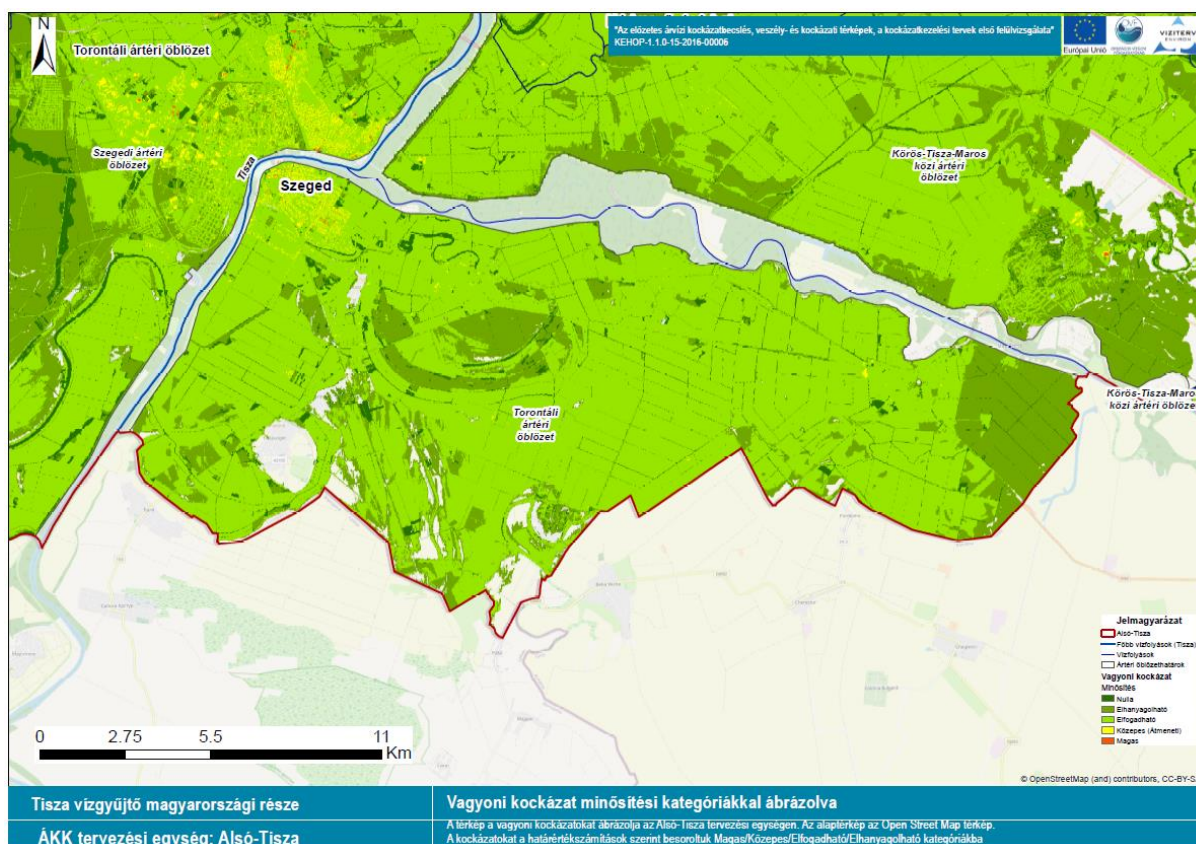 N
Torontáli ártéri öblözet
"Az előzetes árvízi kockázatbecslés, veszély- és kockázati térképek, a kockázatkezelési tervek első felülvizsgálata"
KEHOP-1.1.0-15-2016-00006
Európai Unió
OVF
VIZITERV
ENVIRON
Szegedi ártéri
öblözet
Tisza
Szeged
Körös-Tisza-Maros
közi ártéri
öblözet
Torontáli
ártéri
öblözet
Körös-Tisza-Maros
közi ártéri öblözet
Jelmagyarázat
Alsó-Tisza
Főbb vízfolyások (Tisza)
Vízfolyások
Ártéri öblözethatárok
Vagyoni kockázat
Minősítés
Nulla
Elhanyagolható
Elfogadható
Közepes (Átmeneti)
Magas
0 2.75 5.5 11
Km
© OpenStreetMap (and) contributors, CC-BY-S
Tisza vízgyűjtő magyarországi része
Vagyoni kockázat minősítési kategóriákkal ábrázolva
ÁKK tervezési egység: Alsó-Tisza
A térkép a vagyoni kockázatokat ábrázolja az Alsó-Tisza tervezési egységen. Az alaptérkép az Open Street Map térkép.
A kockázatokat a határértékszámítások szerint besoroltuk Magas/Közepes/Elfogadható/Elhanyagolható kategóriákba